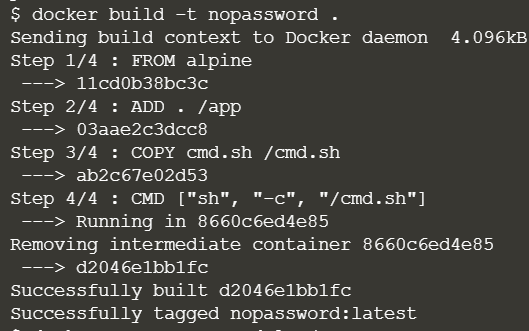 $ docker build -t nopassword .
Sending build context to Docker daemon  4.096kB
Step 1/4 : FROM alpine
 ---> 11cd0b38bc3c
Step 2/4 : ADD . /app
 ---> 03aae2c3dcc8
Step 3/4 : COPY cmd.sh /cmd.sh
 ---> ab2c67e02d53
Step 4/4 : CMD ["sh", "-c", "/cmd.sh"]
 ---> Running in 8660c6ed4e85
Removing intermediate container 8660c6ed4e85
 ---> d2046e1bb1fc
Successfully built d2046e1bb1fc
Successfully tagged nopassword:latest